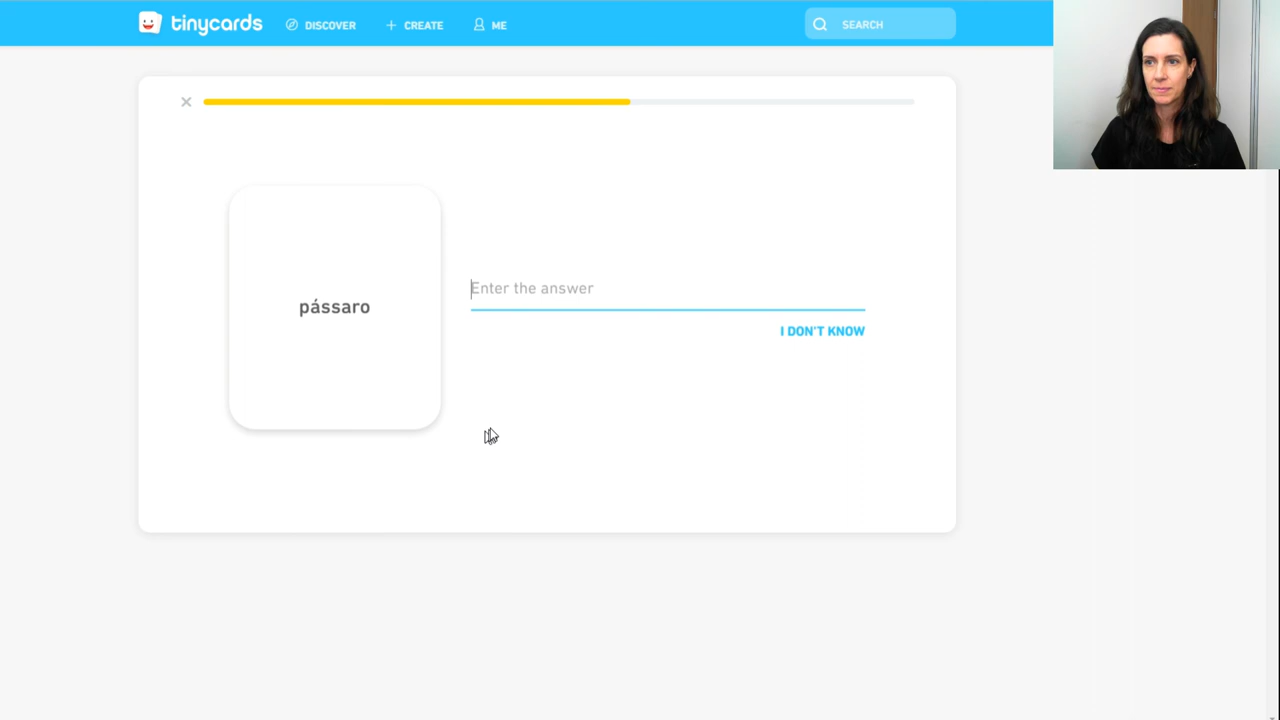 tinycards
DISCOVER
CREATE
ME
SEARCH
pássaro
Enter the answer
I DON'T KNOW